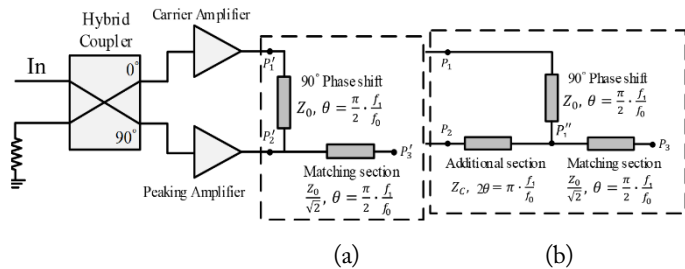 Hybrid
Coupler
In
0°
90°
Carrier Amplifier
Peaking Amplifier
P₁′
90° Phase shift
Z₀, θ = π/2 · f₁/f₀
P₂′
P₃′
Matching section
Z₀/√2, θ = π/2 · f₁/f₀
(a)
P₁
90° Phase shift
Z₀, θ = π/2 · f₁/f₀
P₂
P₁″
P₃
Additional section
Z_C, 2θ = π · f₁/f₀
Matching section
Z₀/√2, θ = π/2 · f₁/f₀
(b)